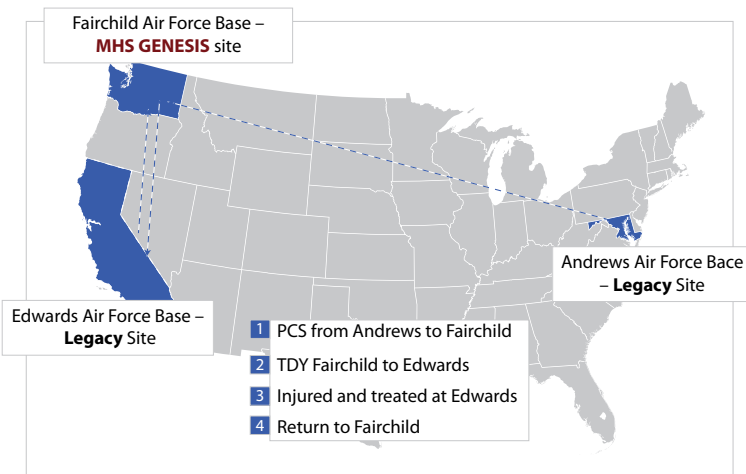 Fairchild Air Force Base –
MHS GENESIS site
Andrews Air Force Bace
– Legacy Site
Edwards Air Force Base –
Legacy Site
1 PCS from Andrews to Fairchild
2 TDY Fairchild to Edwards
3 Injured and treated at Edwards
4 Return to Fairchild